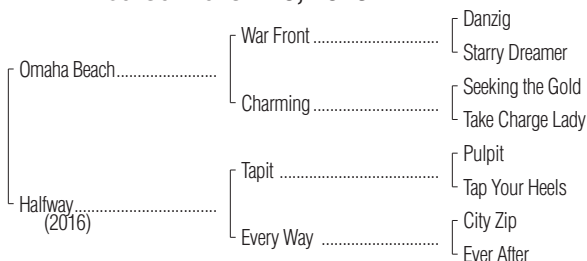 Danzig
War Front
Starry Dreamer
Omaha Beach
Seeking the Gold
Charming
Take Charge Lady
Pulpit
Tapit
Tap Your Heels
Halfway
(2016)
City Zip
Every Way
Ever After